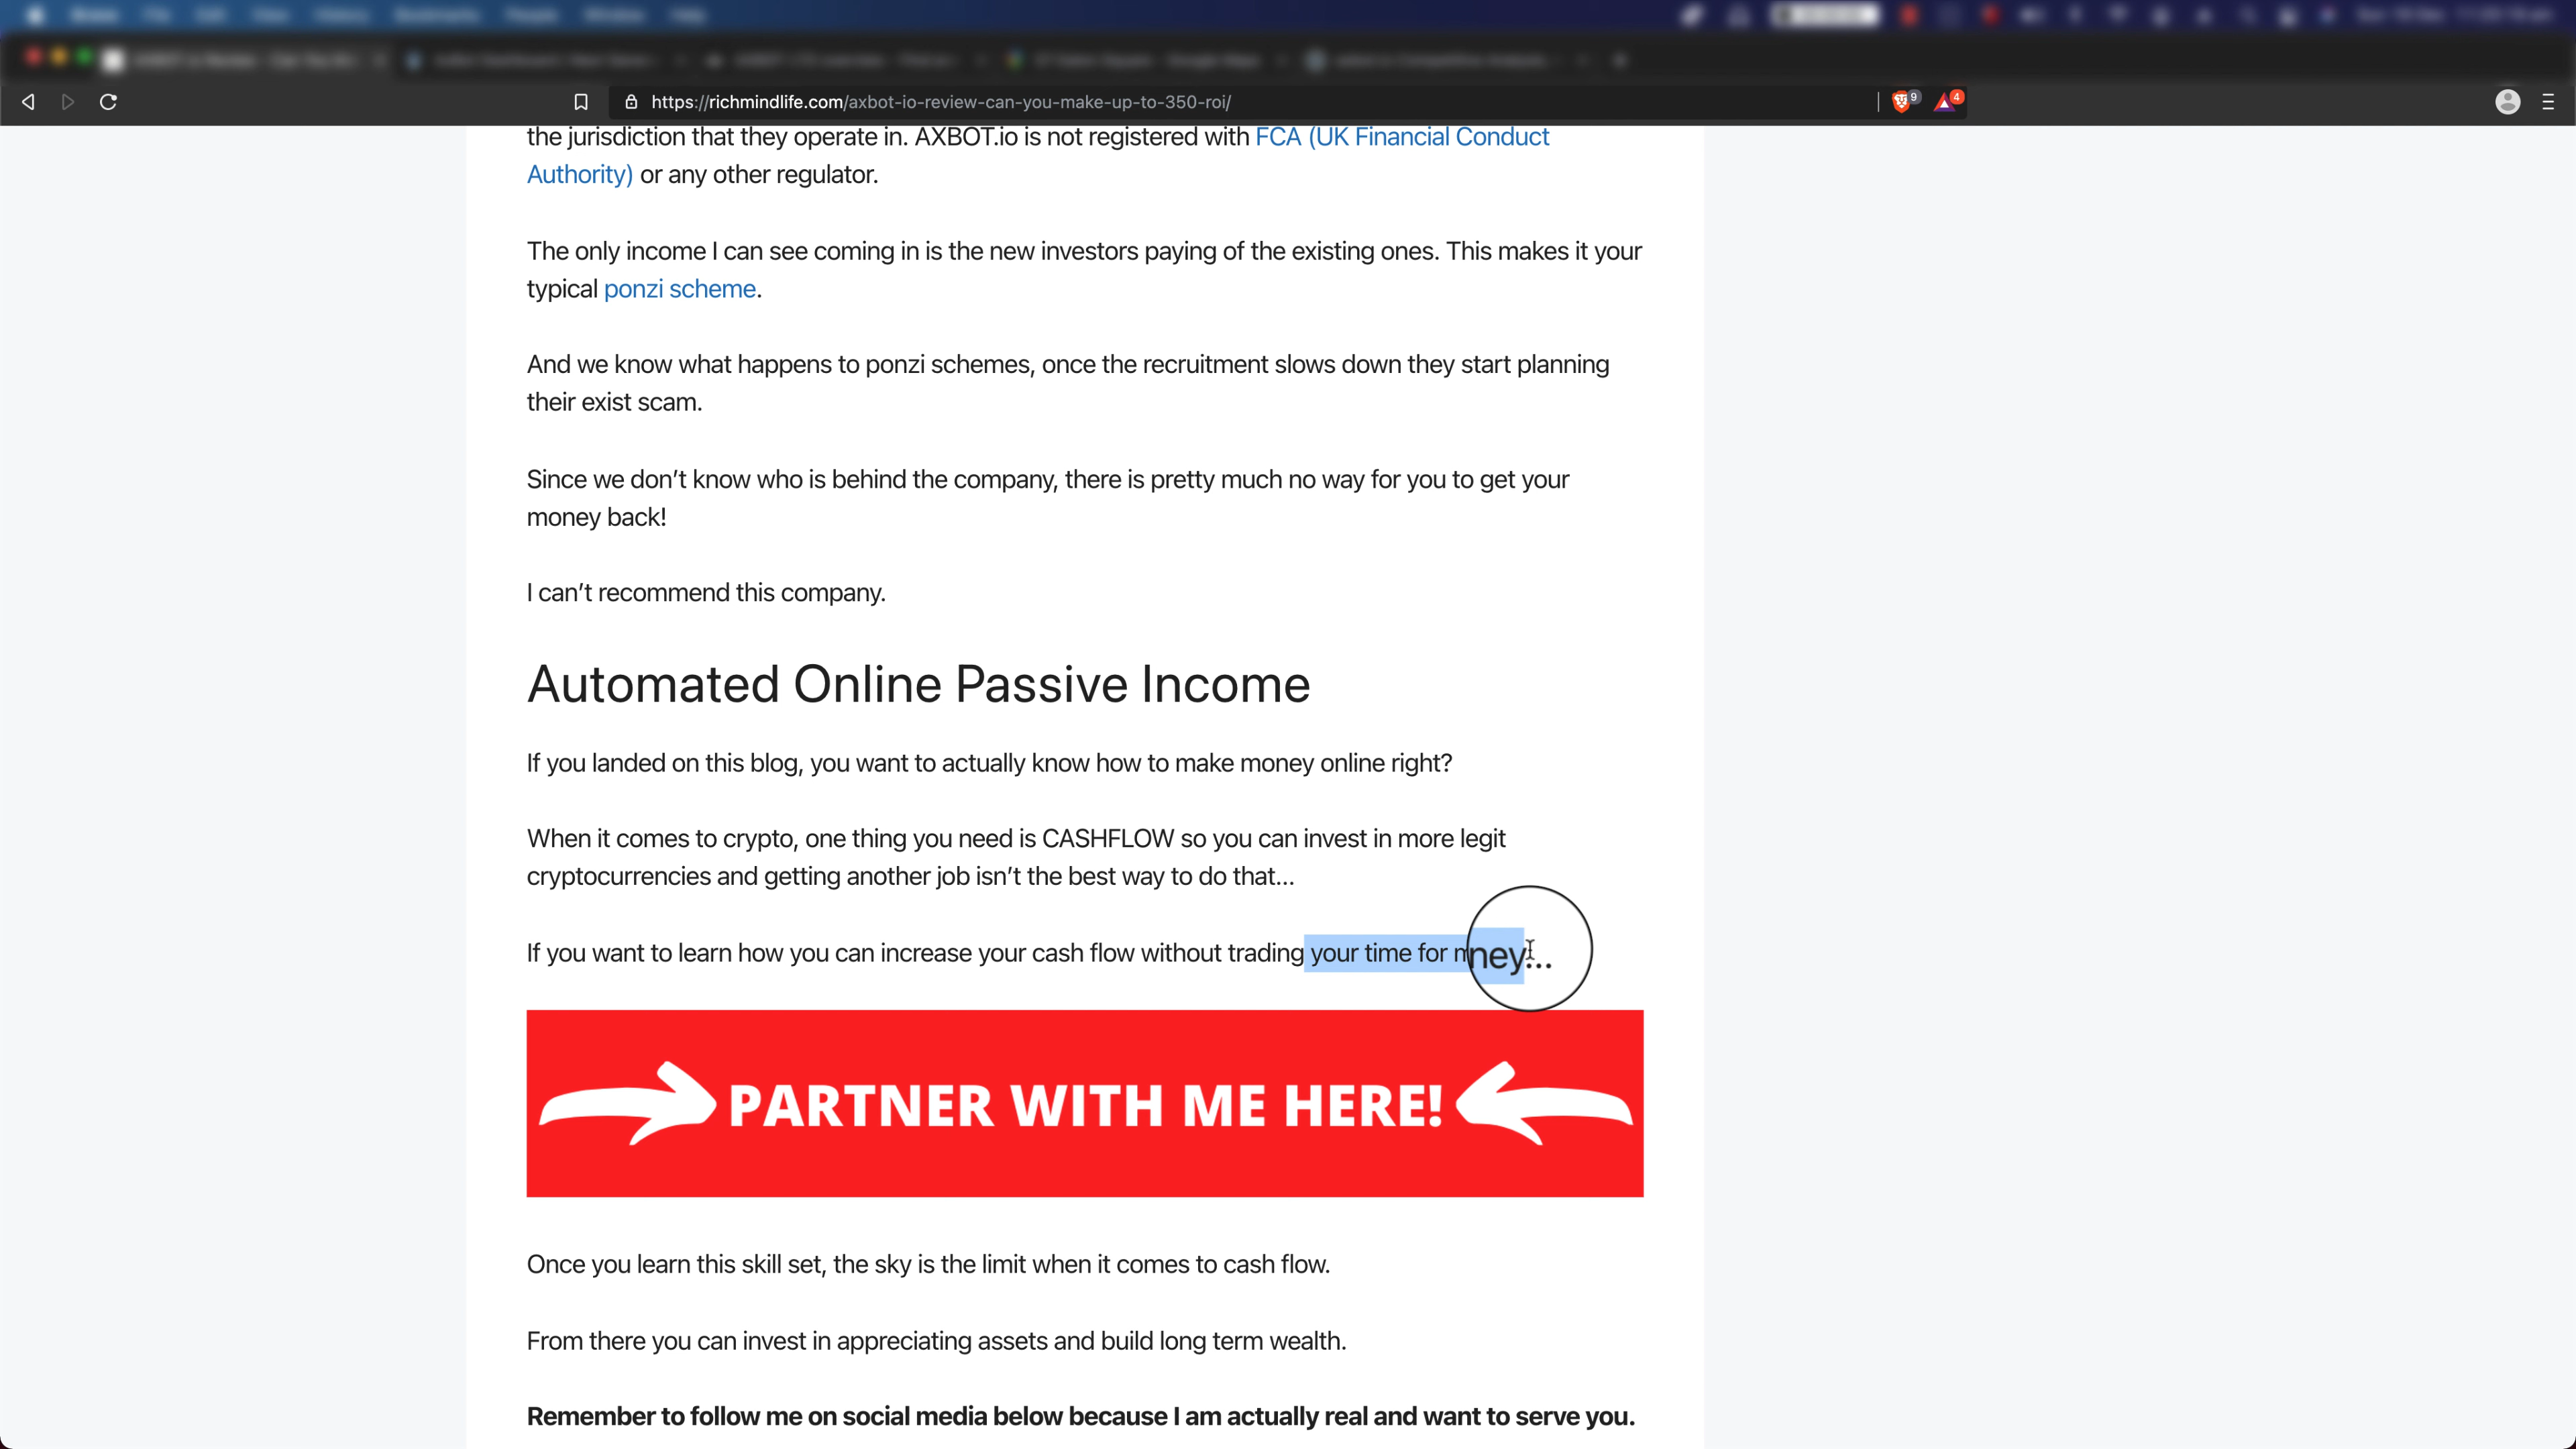 https://richmindlife.com/axbot-io-review-can-you-make-up-to-350-roi/
9
4
the jurisdiction that they operate in. AXBOT.io is not registered with FCA (UK Financial Conduct
Authority) or any other regulator.
The only income I can see coming in is the new investors paying of the existing ones. This makes it your
typical ponzi scheme.
And we know what happens to ponzi schemes, once the recruitment slows down they start planning
their exist scam.
Since we don’t know who is behind the company, there is pretty much no way for you to get your
money back!
I can’t recommend this company.
Automated Online Passive Income
If you landed on this blog, you want to actually know how to make money online right?
When it comes to crypto, one thing you need is CASHFLOW so you can invest in more legit
cryptocurrencies and getting another job isn’t the best way to do that…
If you want to learn how you can increase your cash flow without trading your time for mney…
PARTNER WITH ME HERE!
Once you learn this skill set, the sky is the limit when it comes to cash flow.
From there you can invest in appreciating assets and build long term wealth.
Remember to follow me on social media below because I am actually real and want to serve you.